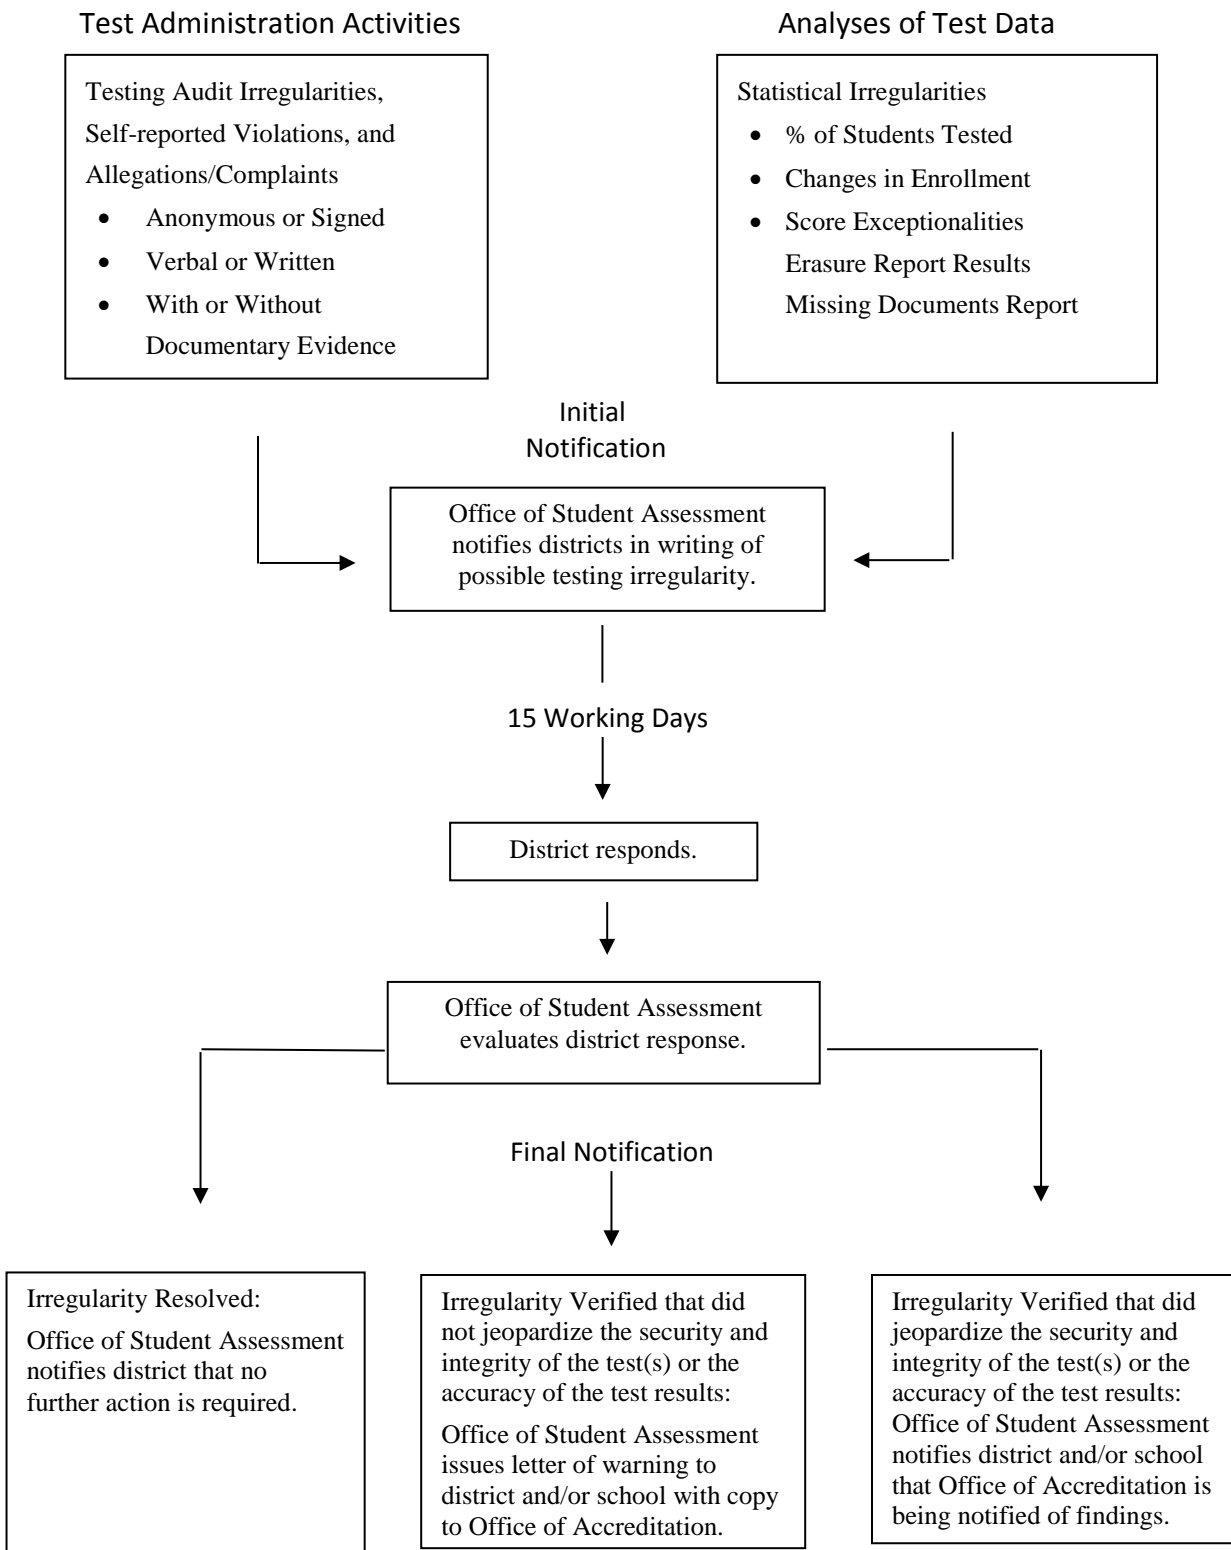 Test Administration Activities
Analyses of Test Data
Testing Audit Irregularities,
Self-reported Violations, and
Allegations/Complaints
• Anonymous or Signed
• Verbal or Written
• With or Without
Documentary Evidence
Statistical Irregularities
• % of Students Tested
• Changes in Enrollment
• Score Exceptionalities
Erasure Report Results
Missing Documents Report
Initial
Notification
Office of Student Assessment
notifies districts in writing of
possible testing irregularity.
15 Working Days
District responds.
Office of Student Assessment
evaluates district response.
Final Notification
Irregularity Resolved:
Office of Student Assessment
notifies district that no
further action is required.
Irregularity Verified that did
not jeopardize the security and
integrity of the test(s) or the
accuracy of the test results:
Office of Student Assessment
issues letter of warning to
district and/or school with copy
to Office of Accreditation.
Irregularity Verified that did
jeopardize the security and
integrity of the test(s) or the
accuracy of the test results:
Office of Student Assessment
notifies district and/or school
that Office of Accreditation is
being notified of findings.